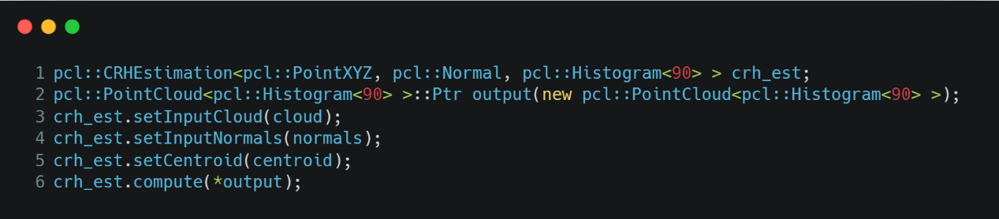 1 pcl::CRHEstimation<pcl::PointXYZ, pcl::Normal, pcl::Histogram<90> > crh_est;
2 pcl::PointCloud<pcl::Histogram<90> >::Ptr output(new pcl::PointCloud<pcl::Histogram<90> >);
3 crh_est.setInputCloud(cloud);
4 crh_est.setInputNormals(normals);
5 crh_est.setCentroid(centroid);
6 crh_est.compute(*output);